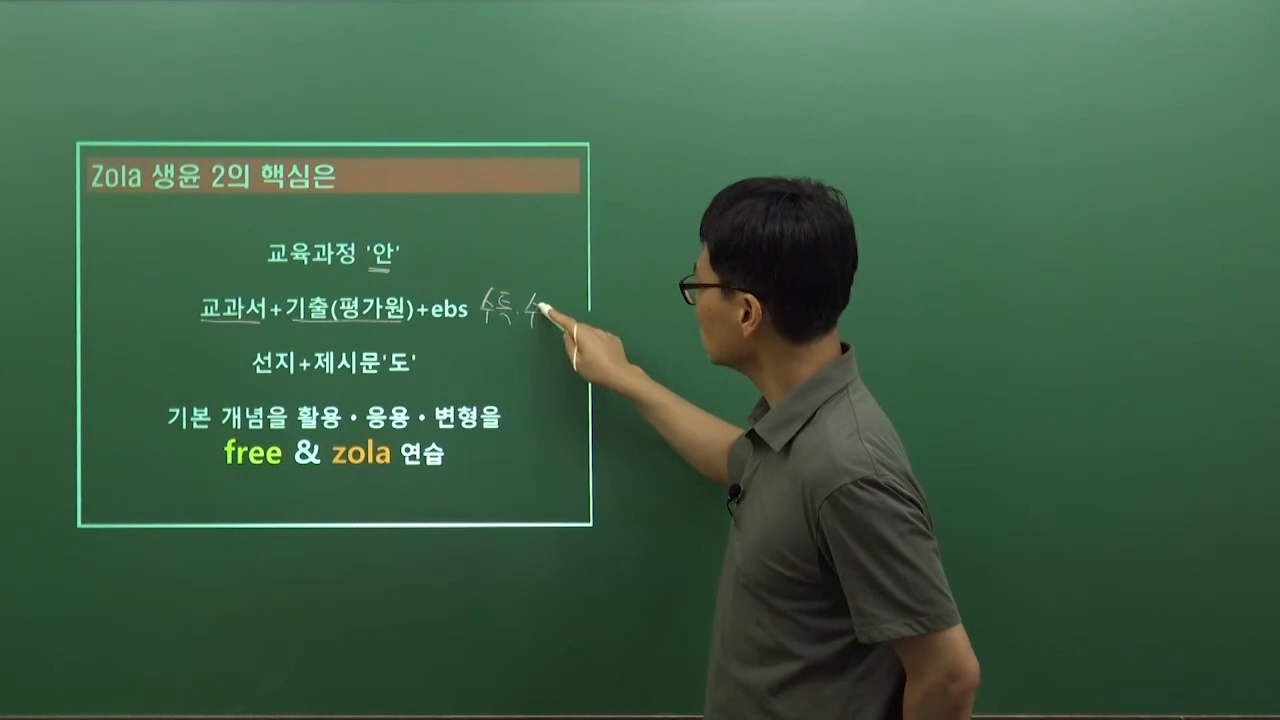 Zola 생윤 2의 핵심은
교육과정 '안'
교과서+기출(평가원)+ebs 수특·수
선지+제시문'도'
기본 개념을 활용·응용·변형을
free & zola 연습